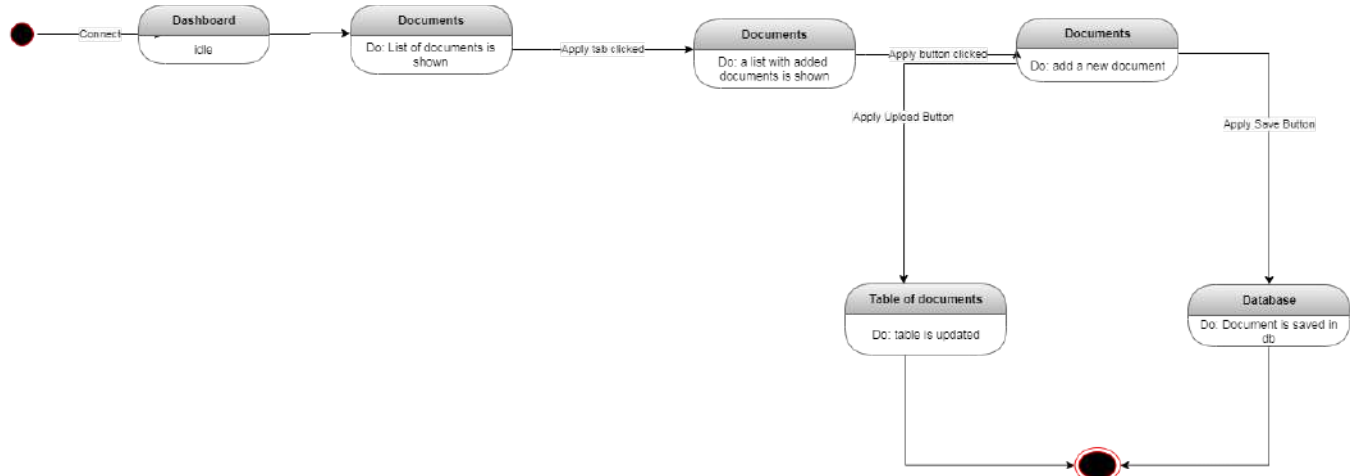 Connect
Dashboard
idle
Documents
Do: List of documents is
shown
Apply tab clicked
Documents
Do: a list with added
documents is shown
Apply button clicked
Documents
Do: add a new document
Apply Upload Button
Apply Save Button
Table of documents
Do: table is updated
Database
Do: Document is saved in
db